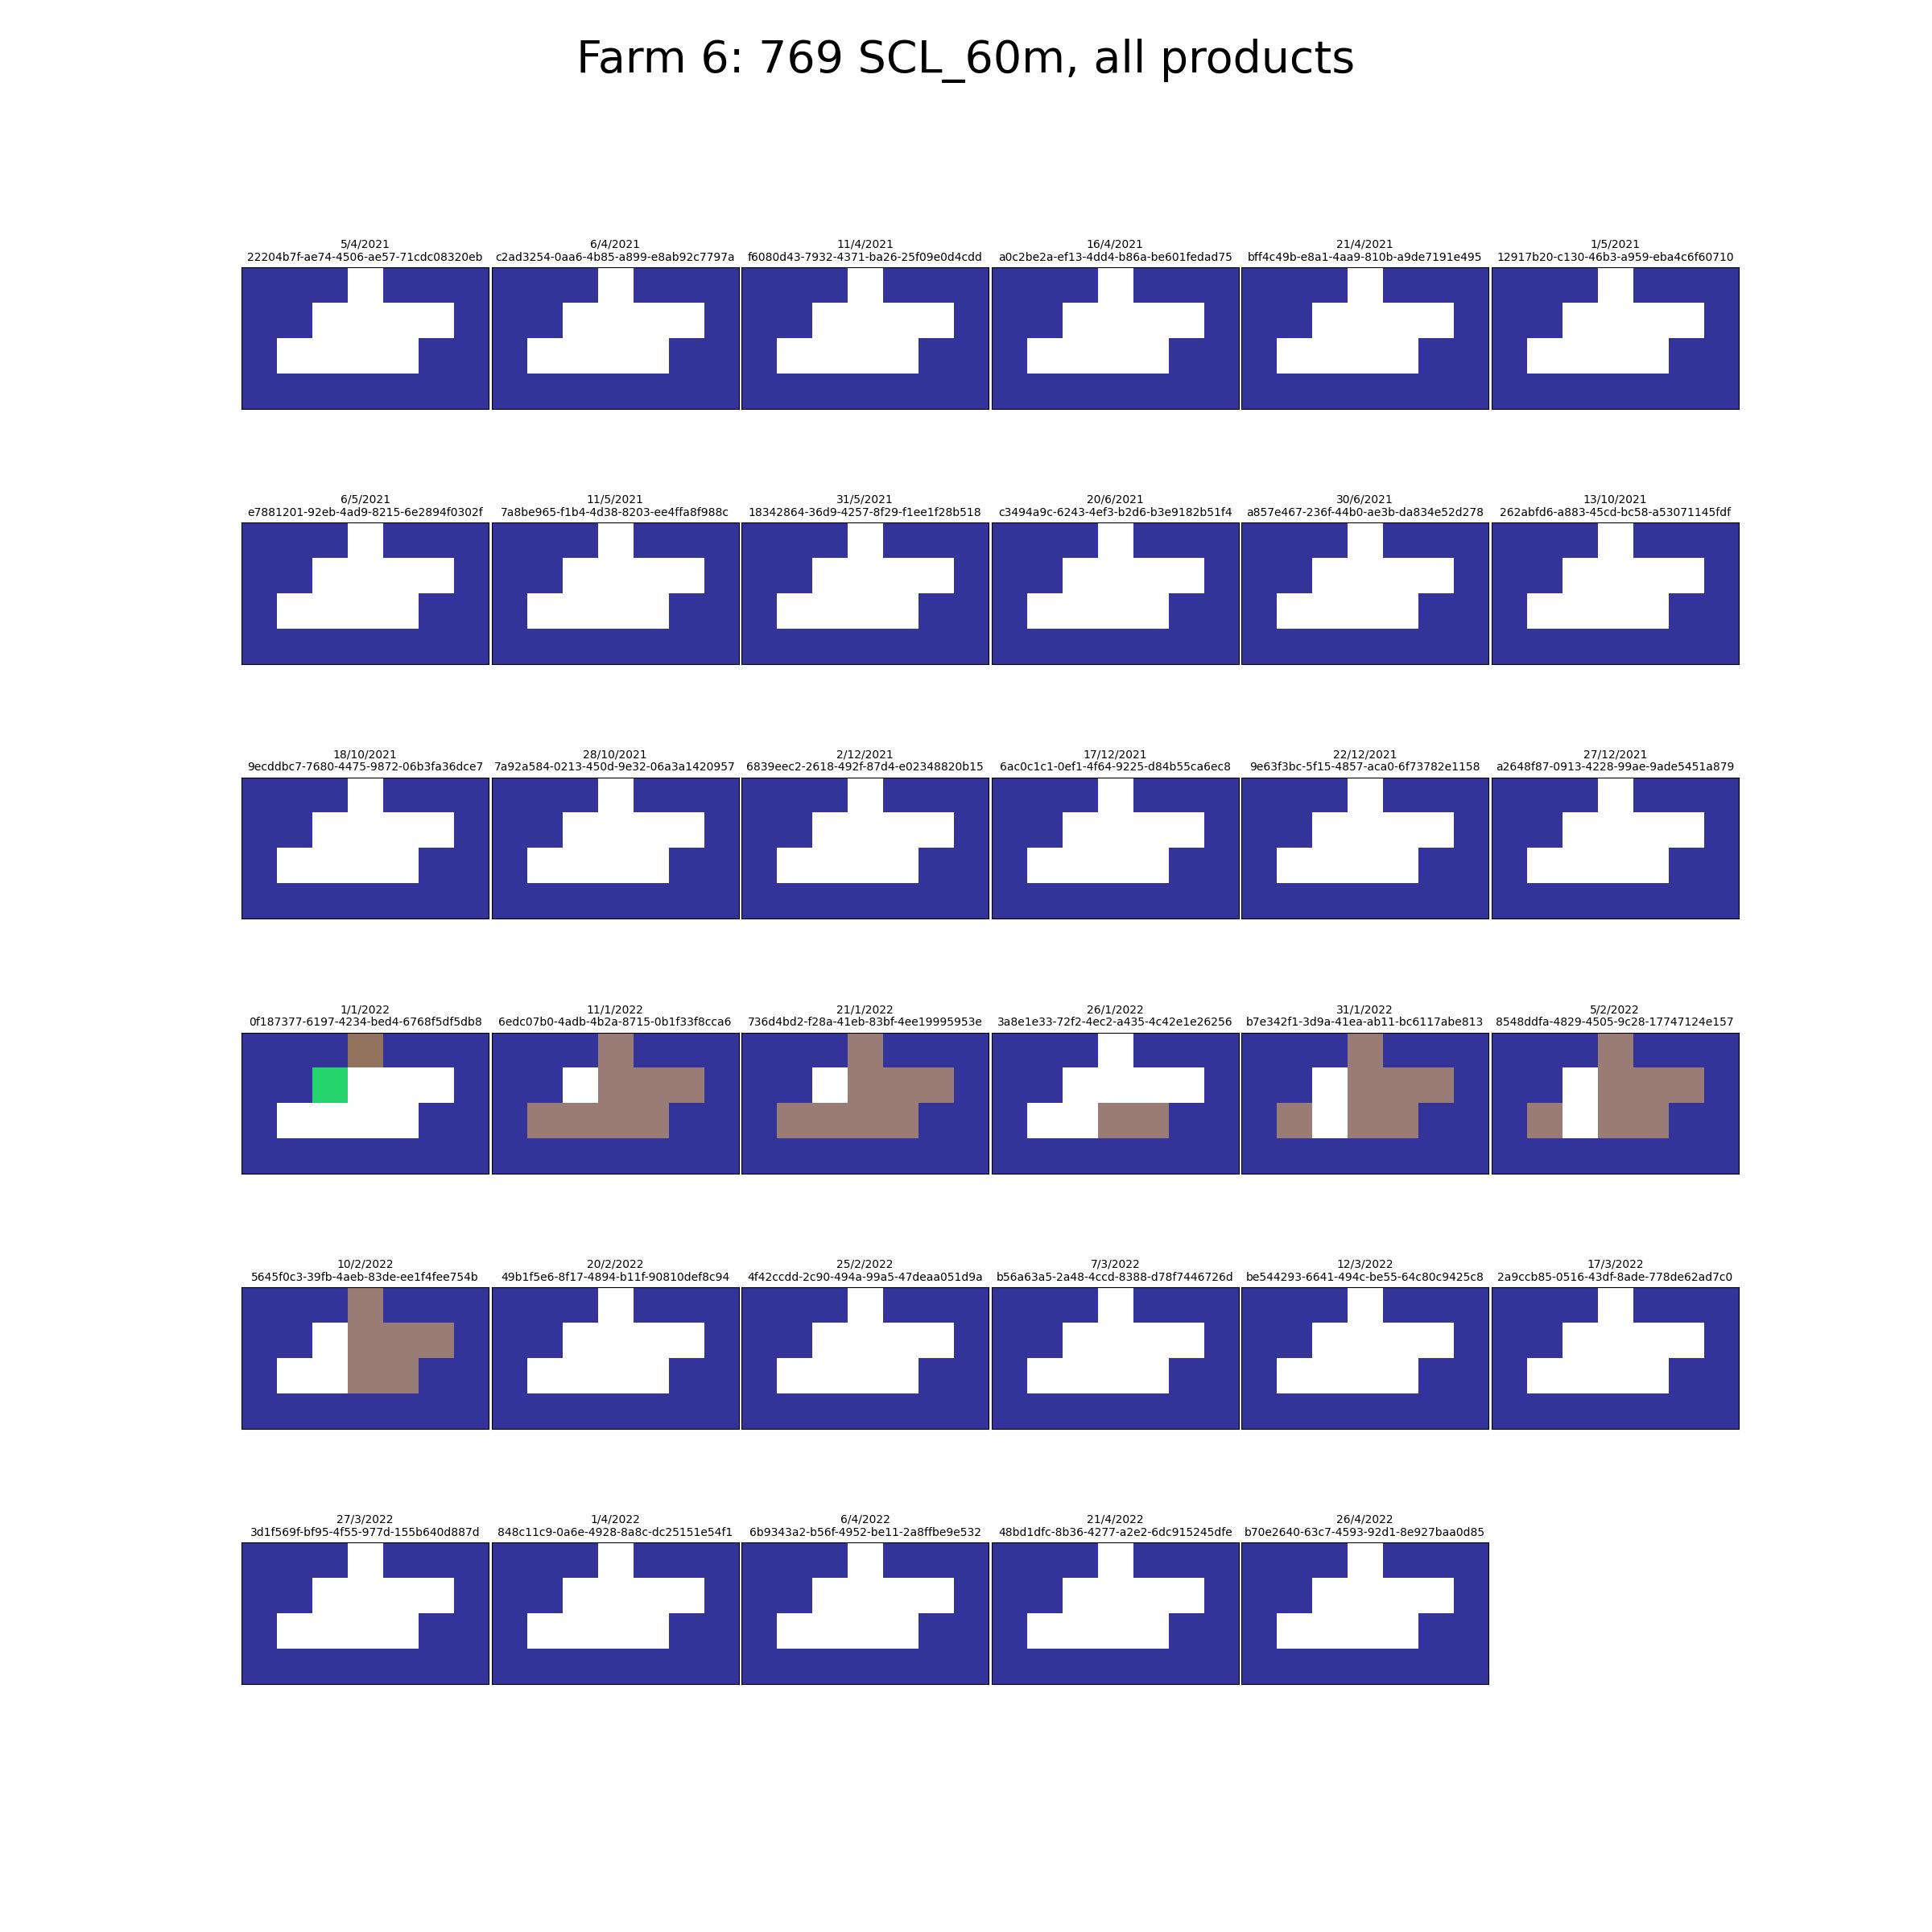 Farm 6: 769 SCL_60m, all products
5/4/2021
22204b7f-ae74-4506-ae57-71cdc08320eb
6/4/2021
c2ad3254-0aa6-4b85-a899-e8ab92c7797a
11/4/2021
f6080d43-7932-4371-ba26-25f09e0d4cdd
16/4/2021
a0c2be2a-ef13-4dd4-b86a-be601fedad75
21/4/2021
bff4c49b-e8a1-4aa9-810b-a9de7191e495
1/5/2021
12917b20-c130-46b3-a959-eba4c6f60710
6/5/2021
e7881201-92eb-4ad9-8215-6e2894f0302f
11/5/2021
7a8be965-f1b4-4d38-8203-ee4ffa8f988c
31/5/2021
18342864-36d9-4257-8f29-f1ee1f28b518
20/6/2021
c3494a9c-6243-4ef3-b2d6-b3e9182b51f4
30/6/2021
a857e467-236f-44b0-ae3b-da834e52d278
13/10/2021
262abfd6-a883-45cd-bc58-a53071145fdf
18/10/2021
9ecddbc7-7680-4475-9872-06b3fa36dce7
28/10/2021
7a92a584-0213-450d-9e32-06a3a1420957
2/12/2021
6839eec2-2618-492f-87d4-e02348820b15
17/12/2021
6ac0c1c1-0ef1-4f64-9225-d84b55ca6ec8
22/12/2021
9e63f3bc-5f15-4857-aca0-6f73782e1158
27/12/2021
a2648f87-0913-4228-99ae-9ade5451a879
1/1/2022
0f187377-6197-4234-bed4-6768f5df5db8
11/1/2022
6edc07b0-4adb-4b2a-8715-0b1f33f8cca6
21/1/2022
736d4bd2-f28a-41eb-83bf-4ee19995953e
26/1/2022
3a8e1e33-72f2-4ec2-a435-4c42e1e26256
31/1/2022
b7e342f1-3d9a-41ea-ab11-bc6117abe813
5/2/2022
8548ddfa-4829-4505-9c28-17747124e157
10/2/2022
5645f0c3-39fb-4aeb-83de-ee1f4fee754b
20/2/2022
49b1f5e6-8f17-4894-b11f-90810def8c94
25/2/2022
4f42ccdd-2c90-494a-99a5-47deaa051d9a
7/3/2022
b56a63a5-2a48-4ccd-8388-d78f7446726d
12/3/2022
be544293-6641-494c-be55-64c80c9425c8
17/3/2022
2a9ccb85-0516-43df-8ade-778de62ad7c0
27/3/2022
3d1f569f-bf95-4f55-977d-155b640d887d
1/4/2022
848c11c9-0a6e-4928-8a8c-dc25151e54f1
6/4/2022
6b9343a2-b56f-4952-be11-2a8ffbe9e532
21/4/2022
48bd1dfc-8b36-4277-a2e2-6dc915245dfe
26/4/2022
b70e2640-63c7-4593-92d1-8e927baa0d85